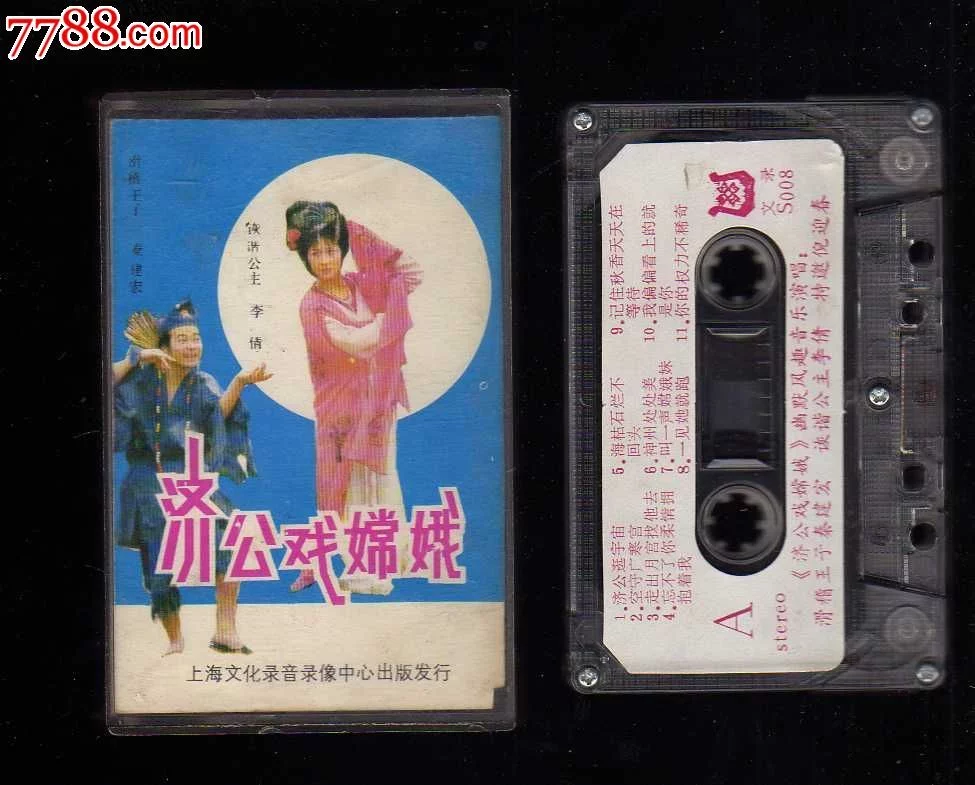 7788.com
滑稽王子 秦建宏
诙谐公主 李倩
济公戏嫦娥
上海文化录音录像中心出版发行
文录
S008
1.济公逛宇宙
2.空守广寒宫
3.走出月宫找他去
4.忘不了你柔情拥
抱着我
5.海枯石烂不
回头
6.神州处处美
7.叫一声嫦娥妹
8.一见她就跑
9.记住秋香天天在
等待
10.我偏偏看上的就
是你
11.你的权力不稀奇
A
stereo
《济公戏嫦娥》幽默风趣音乐演唱:
滑稽王子秦建宏 诙谐公主李倩 特邀倪迎春